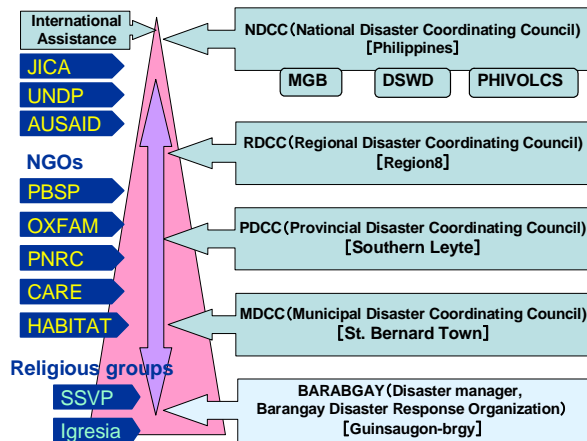 International
Assistance
JICA
UNDP
AUSAID
NGOs
PBSP
OXFAM
PNRC
CARE
HABITAT
Religious groups
SSVP
Igresia
NDCC(National Disaster Coordinating Council)
[Philippines]
MGB
DSWD
PHIVOLCS
RDCC(Regional Disaster Coordinating Council)
[Region8]
PDCC(Provincial Disaster Coordinating Council)
[Southern Leyte]
MDCC(Municipal Disaster Coordinating Council)
[St. Bernard Town]
BARABGAY(Disaster manager,
Barangay Disaster Response Organization)
[Guinsaugon-brgy]